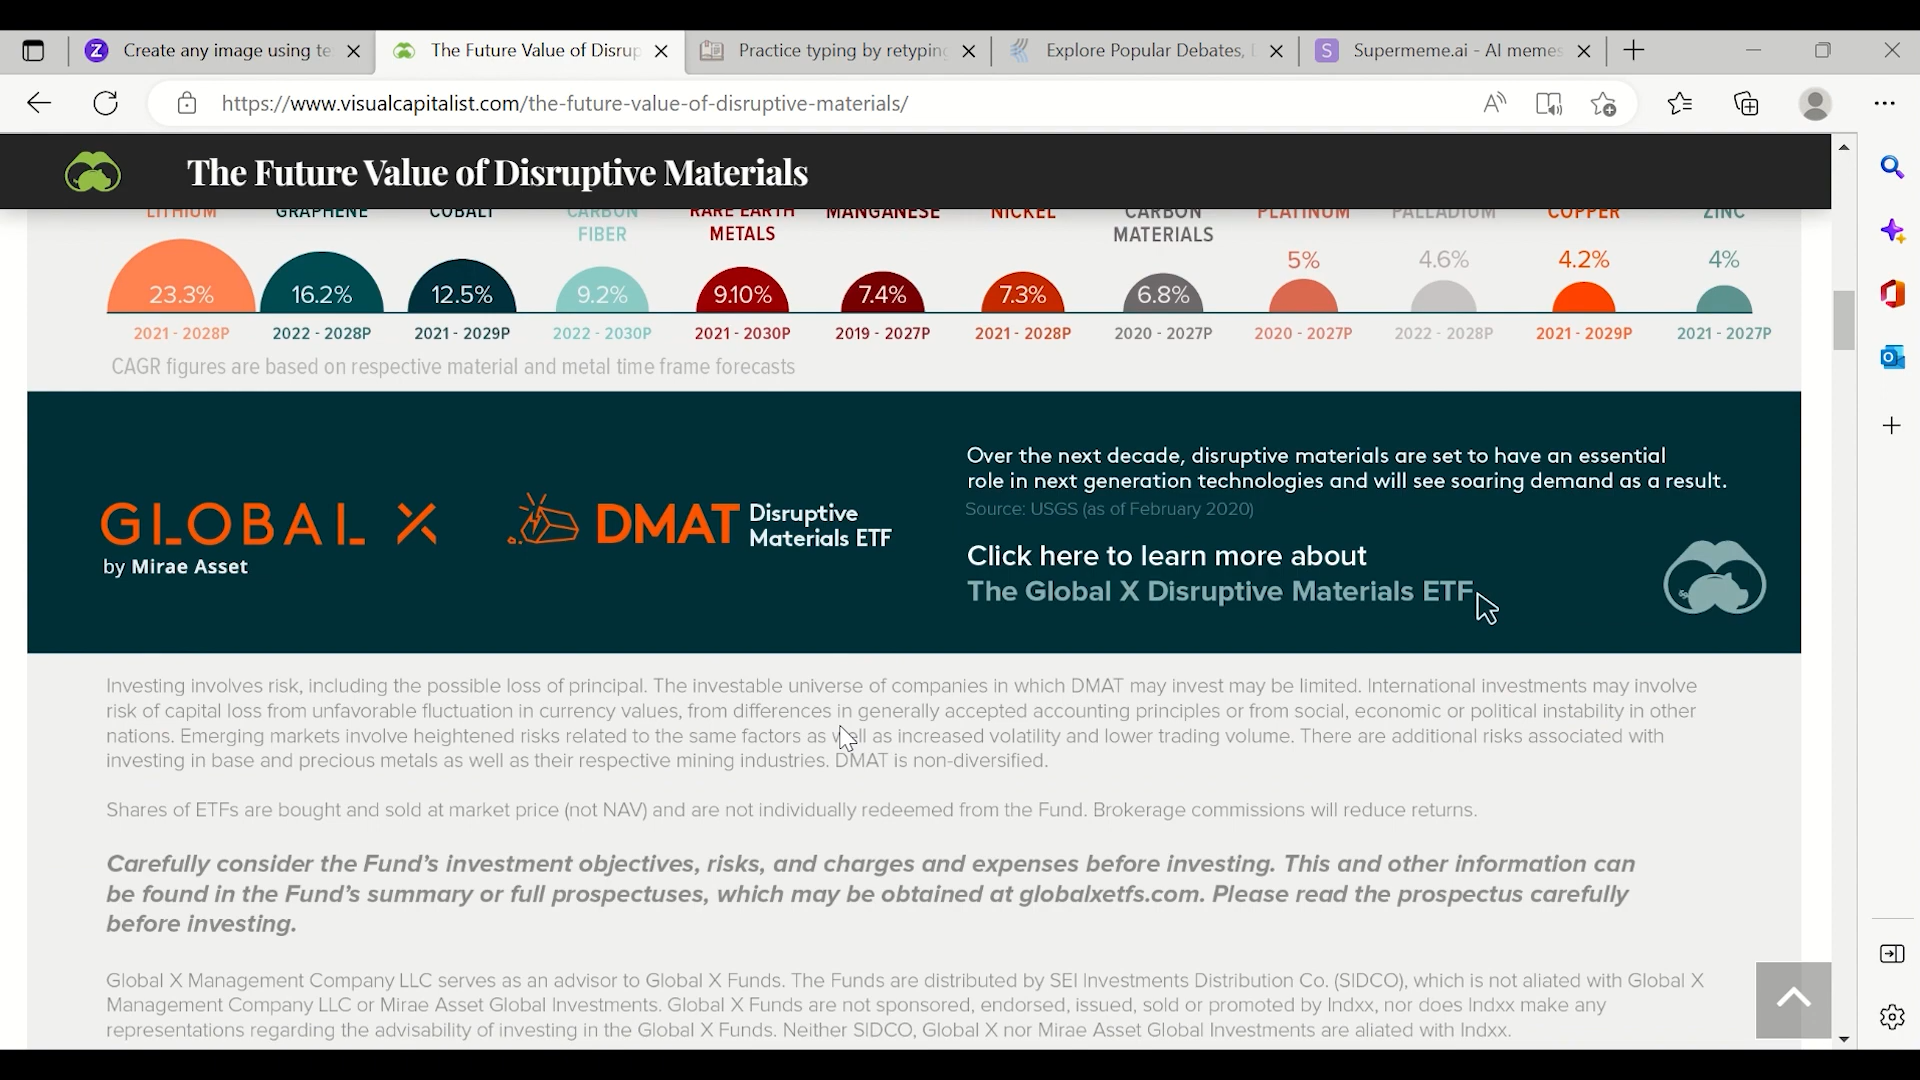 Create any image using te
The Future Value of Disrup
Practice typing by retyping
Explore Popular Debates,
Supermeme.ai - AI memes
https://www.visualcapitalist.com/the-future-value-of-disruptive-materials/
The Future Value of Disruptive Materials
LITHIUM GRAPHENE COBALT CARBON FIBER RARE EARTH METALS MANGANESE NICKEL CARBON MATERIALS PLATINUM PALLADIUM COPPER ZINC
23.3% 16.2% 12.5% 9.2% 9.10% 7.4% 7.3% 6.8% 5% 4.6% 4.2% 4%
2021 - 2028P 2022 - 2028P 2021 - 2029P 2022 - 2030P 2021 - 2030P 2019 - 2027P 2021 - 2028P 2020 - 2027P 2020 - 2027P 2022 - 2028P 2021 - 2029P 2021 - 2027P
CAGR figures are based on respective material and metal time frame forecasts
GLOBAL X
by Mirae Asset
DMAT Disruptive
Materials ETF
Over the next decade, disruptive materials are set to have an essential
role in next generation technologies and will see soaring demand as a result.
Source: USGS (as of February 2020)
Click here to learn more about
The Global X Disruptive Materials ETF
Investing involves risk, including the possible loss of principal. The investable universe of companies in which DMAT may invest may be limited. International investments may involve
risk of capital loss from unfavorable fluctuation in currency values, from differences in generally accepted accounting principles or from social, economic or political instability in other
nations. Emerging markets involve heightened risks related to the same factors as well as increased volatility and lower trading volume. There are additional risks associated with
investing in base and precious metals as well as their respective mining industries. DMAT is non-diversified.
Shares of ETFs are bought and sold at market price (not NAV) and are not individually redeemed from the Fund. Brokerage commissions will reduce returns.
Carefully consider the Fund's investment objectives, risks, and charges and expenses before investing. This and other information can
be found in the Fund's summary or full prospectuses, which may be obtained at globalxetfs.com. Please read the prospectus carefully
before investing.
Global X Management Company LLC serves as an advisor to Global X Funds. The Funds are distributed by SEI Investments Distribution Co. (SIDCO), which is not aliated with Global X
Management Company LLC or Mirae Asset Global Investments. Global X Funds are not sponsored, endorsed, issued, sold or promoted by Indxx, nor does Indxx make any
representations regarding the advisability of investing in the Global X Funds. Neither SIDCO, Global X nor Mirae Asset Global Investments are aliated with Indxx.